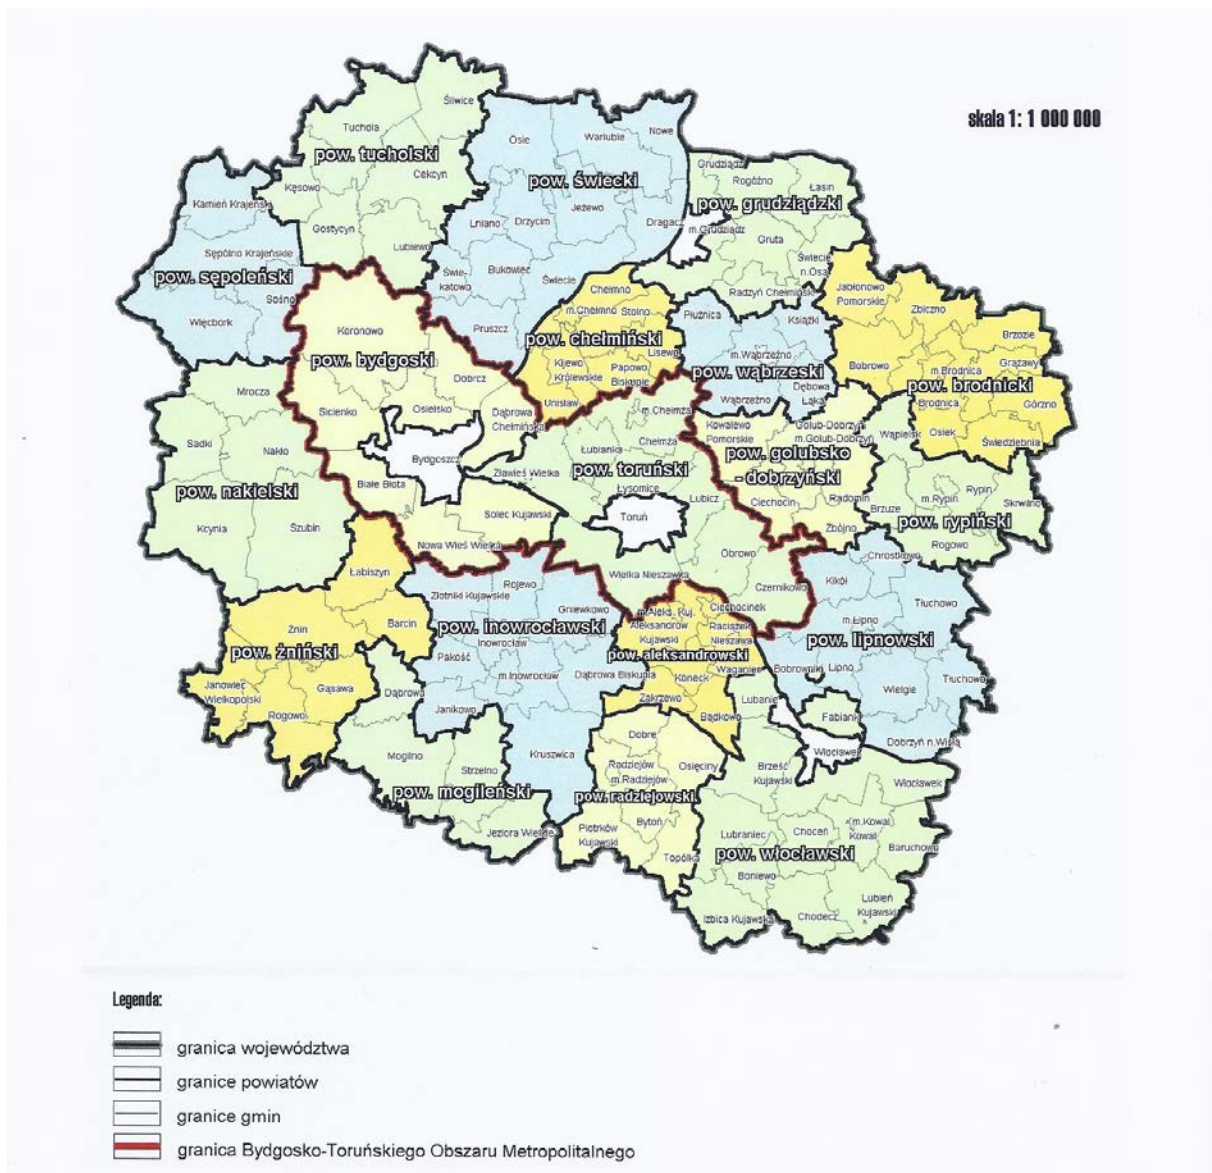 skala 1: 1 000 000
Śliwice
Tuchola
pow. tucholski
Cekcyn
Kęsowo
Gostycyn
Lubiewo
Osie
Warlubie
Nowe
pow. świecki
Jeżewo
Lniano
Drzycim
Dragacz
Bukowiec
Świe-
katowo
Świecie
Pruszcz
Grudziądz
Rogóźno
Łasin
pow. grudziądzki
m.Grudziądz
Gruta
Świecie
n.Osą
Radzyń Chełmiński
Kamień Krajeński
Sępólno Krajeńskie
pow. sępoleński
Sośno
Więcbork
Koronowo
pow. bydgoski
Dobrcz
Sicienko
Osielsko
Dąbrowa
Chełmińska
Bydgoszcz
Białe Błota
Solec Kujawski
Nowa Wieś Wielka
Chełmno
m.Chełmno
Stolno
pow. chełmiński
Lisewo
Kijewo
Królewskie
Papowo
Biskupie
Unisław
Płużnica
Książki
m.Wąbrzeźno
pow. wąbrzeski
Dębowa
Łąka
Wąbrzeźno
Jabłonowo
Pomorskie
Zbiczno
Brzozie
Bobrowo
m.Brodnica
Grążawy
pow. brodnicki
Brodnica
Górzno
Osiek
Świedziebnia
Mrocza
Sadki
Nakło
pow. nakielski
Kcynia
Szubin
m.Chełmża
Chełmża
Łubianka
Zławieś Wielka
pow. toruński
Łysomice
Lubicz
Toruń
Obrowo
Wielka Nieszawka
Czernikowo
Kowalewo
Pomorskie
Golub-Dobrzyń
m.Golub-Dobrzyń
pow. golubsko
-dobrzyński
Ciechocin
Radomin
Zbójno
Wąpielsk
m.Rypin
Rypin
Skrwilno
Brzuze
pow. rypiński
Rogowo
Łabiszyn
Żnin
Barcin
pow. żniński
Janowiec
Wielkopolski
Gąsawa
Rogowo
Rojewo
Złotniki Kujawskie
Gniewkowo
pow. inowrocławski
Inowrocław
Pakość
m.Inowrocław
Dąbrowa Biskupia
Janikowo
Kruszwica
m.Aleks. Kuj.
Ciechocinek
Aleksandrów
Kujawski
Raciążek
Nieszawa
pow. aleksandrowski
Waganiec
Koneck
Zakrzewo
Bądkowo
Chrostkowo
Kikół
Tłuchowo
m.Lipno
pow. lipnowski
Bobrowniki
Lipno
Wielgie
Tłuchowo
Dobrzyń n.Wisłą
Dąbrowa
Mogilno
Strzelno
pow. mogileński
Jeziora Wielkie
Dobre
Radziejów
Osięciny
m.Radziejów
pow. radziejowski.
Piotrków
Kujawski
Bytoń
Topólka
Lubanie
Fabianki
Włocławek
Brześć
Kujawski
Włocławek
Lubraniec
Choceń
m.Kowal
Kowal
Baruchowo
pow. włocławski
Boniewo
Izbica Kujawska
Chodecz
Lubień
Kujawski
Legenda:
granica województwa
granice powiatów
granice gmin
granica Bydgosko-Toruńskiego Obszaru Metropolitalnego